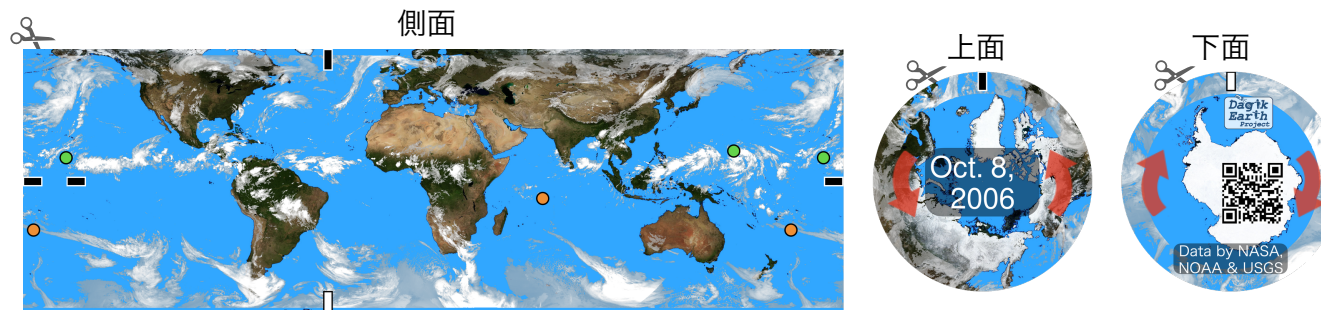 側面
上面
下面
Oct. 8,
2006
Dagik
Earth
Project
Data by NASA,
NOAA & USGS